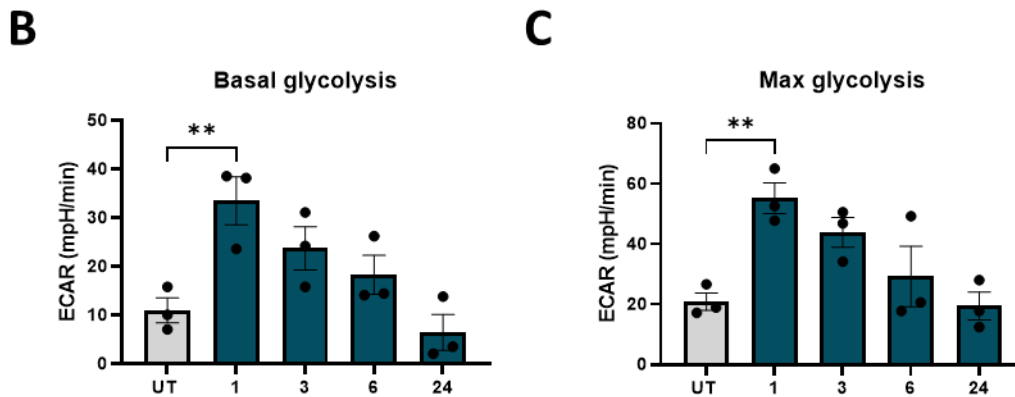 B
Basal glycolysis
ECAR (mpH/min)
50
40
30
20
10
0
**
UT 1 3 6 24
C
Max glycolysis
ECAR (mpH/min)
80
60
40
20
0
**
UT 1 3 6 24